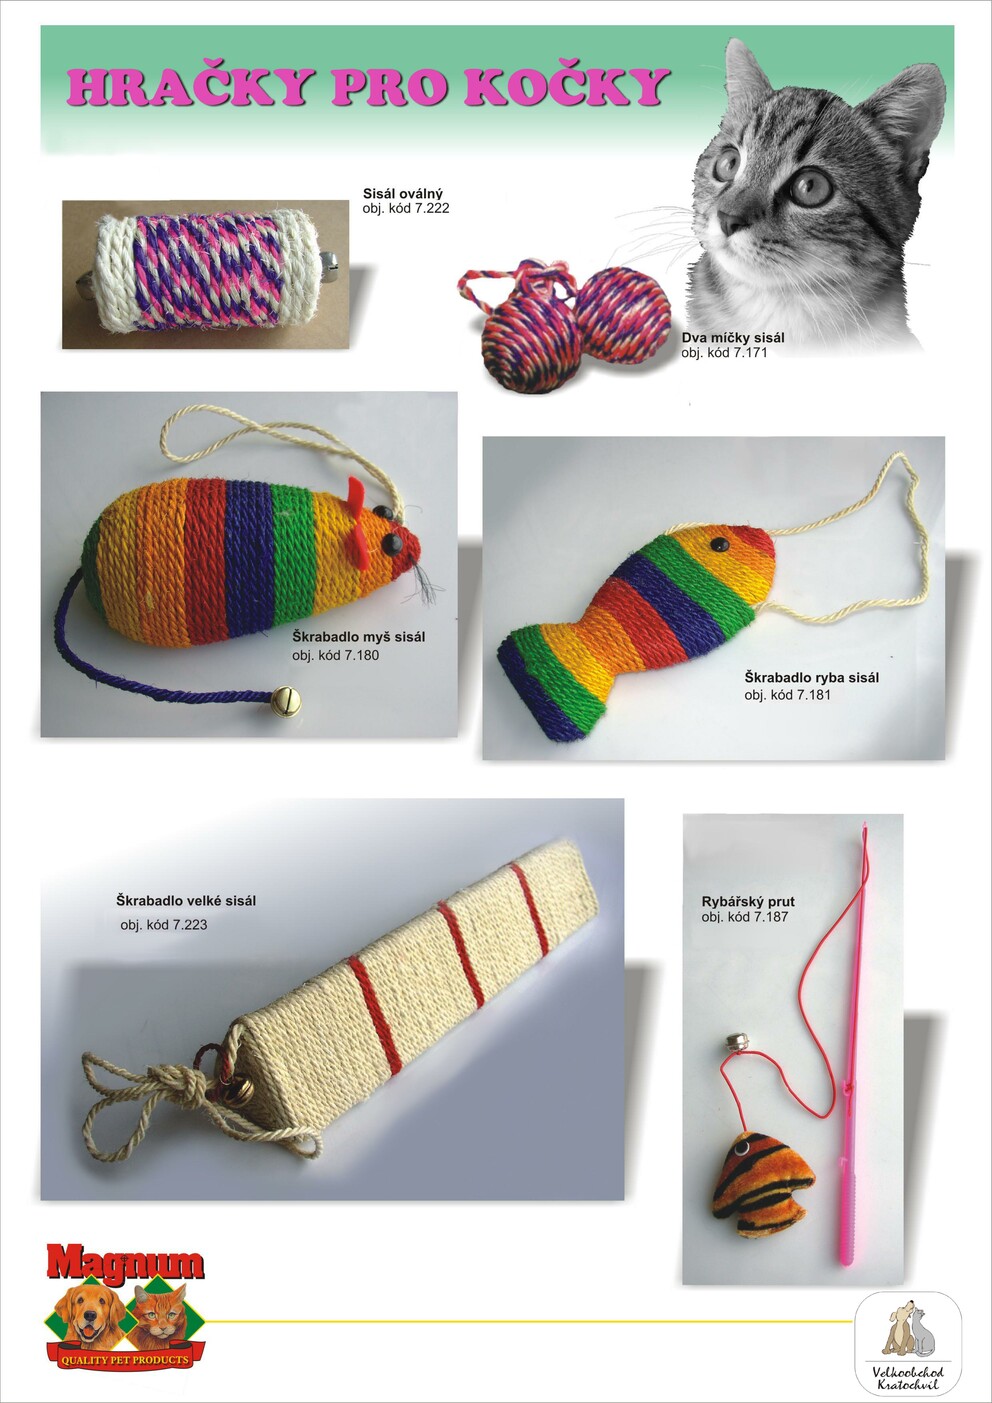 HRAČKY PRO KOČKY
Sisál oválný
obj. kód 7.222
Dva míčky sisál
obj. kód 7.171
Škrabadlo myš sisál
obj. kód 7.180
Škrabadlo ryba sisál
obj. kód 7.181
Škrabadlo velké sisál
obj. kód 7.223
Rybářský prut
obj. kód 7.187
Magnum
QUALITY PET PRODUCTS
Velkoobchod
Kratochvíl